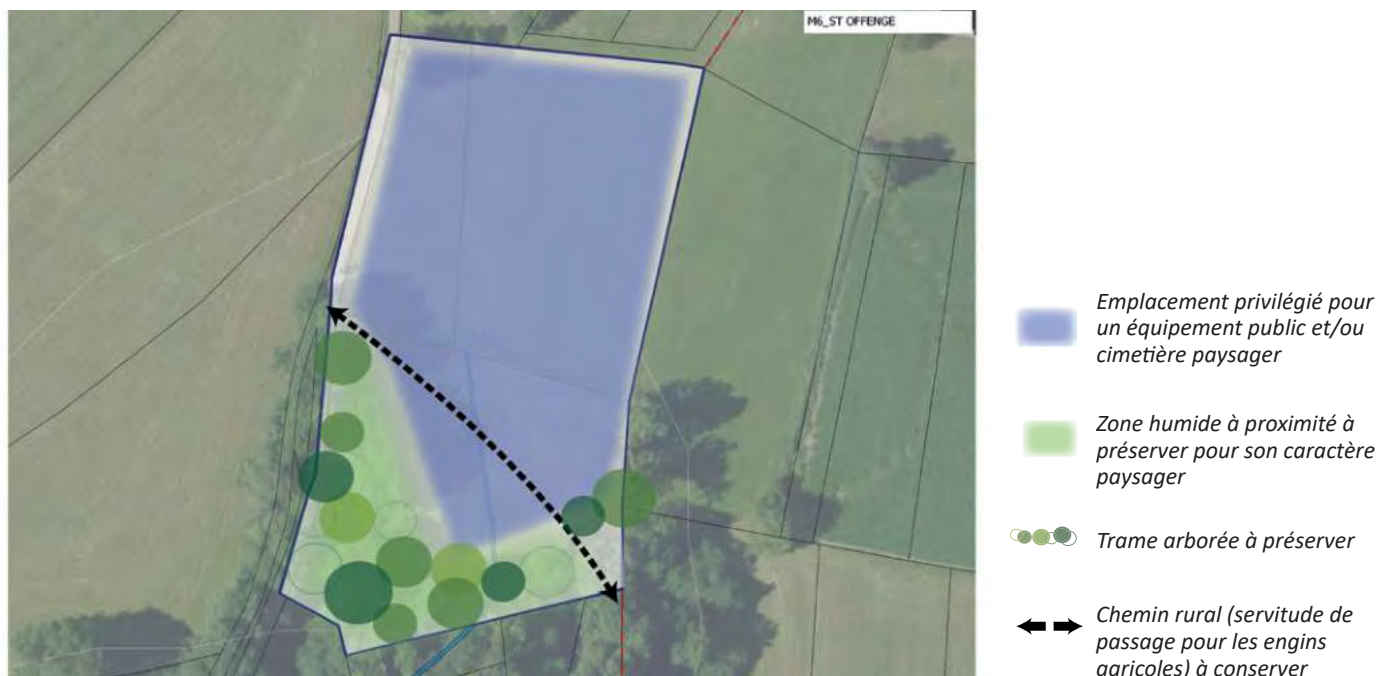 M6_ST OFFENGE
Emplacement privilégié pour
un équipement public et/ou
cimetière paysager
Zone humide à proximité à
préserver pour son caractère
paysager
Trame arborée à préserver
Chemin rural (servitude de
passage pour les engins
agricoles) à conserver